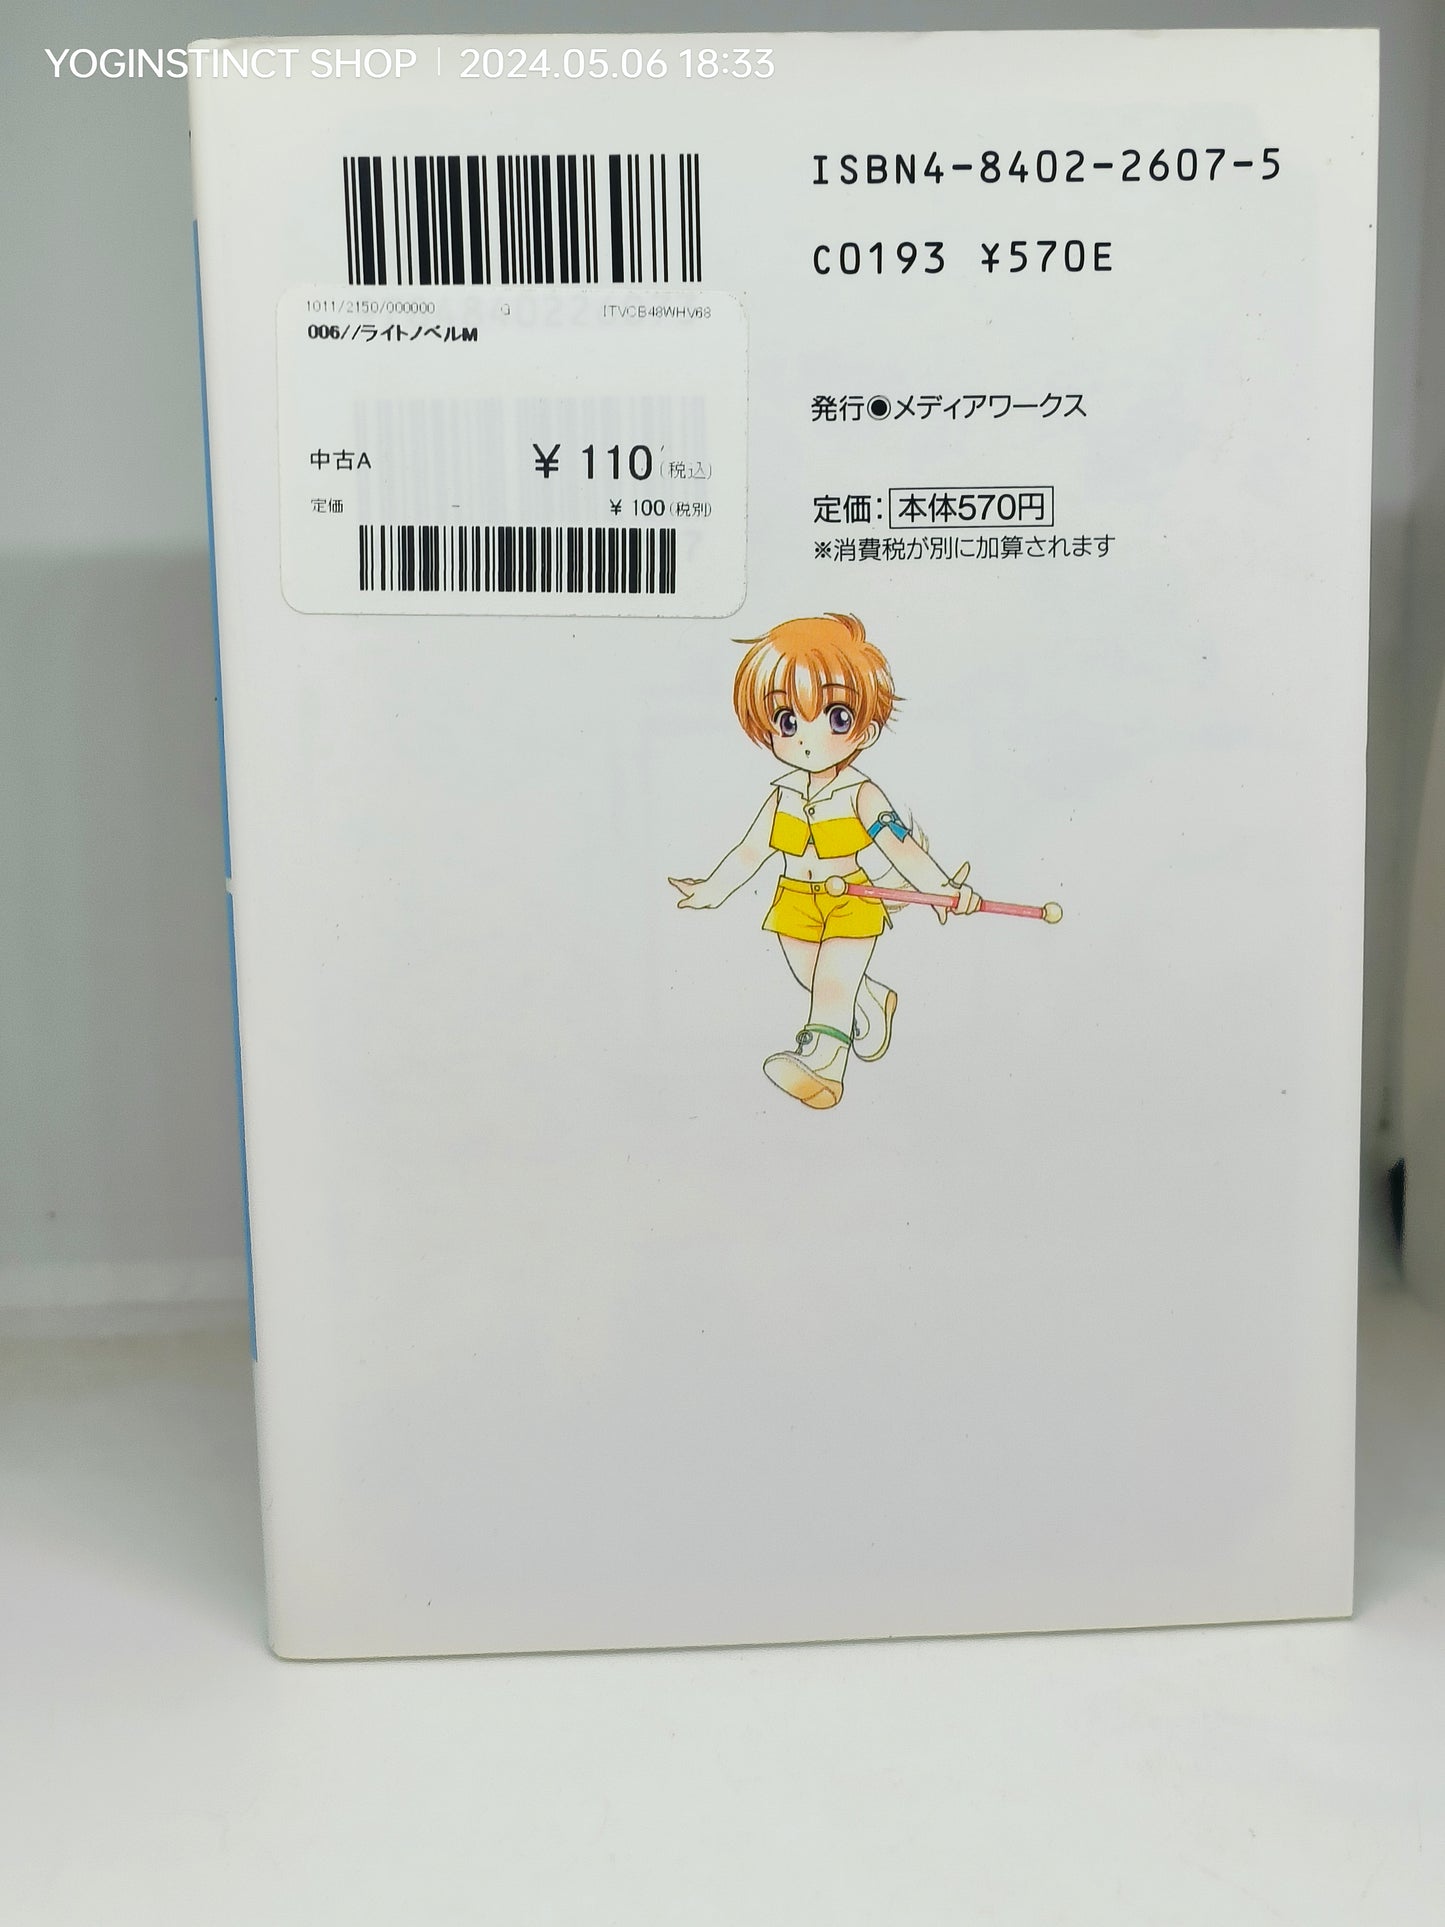 YOGINSTINCT SHOP | 2024.05.06 18:33
ISBN4-8402-2607-5
C0193 ¥570E
1011/2150/000000 G ITVCB48WHV68
006//ライトノベルM
中古A ¥ 110(税込)
定価 - ¥ 100(税別)
発行◉メディアワークス
定価：本体570円
※消費税が別に加算されます